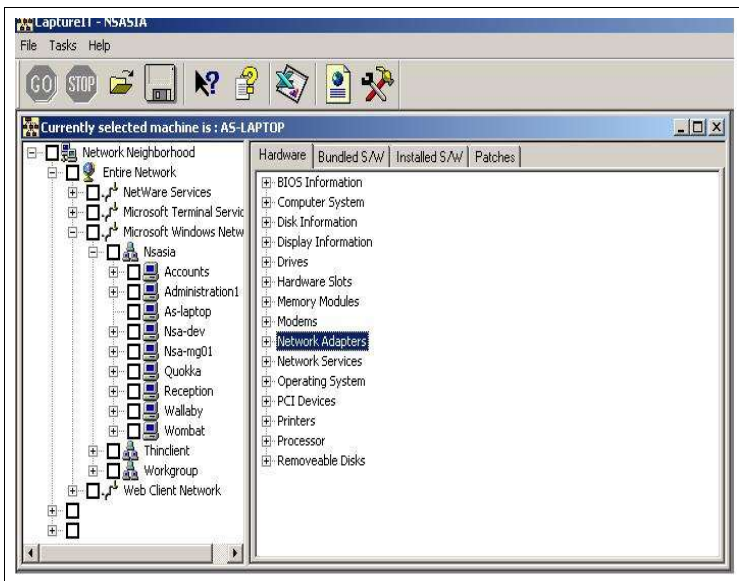 CaptureIT - NSASIA
File Tasks Help
GO STOP
Currently selected machine is : AS-LAPTOP
Network Neighborhood
Entire Network
NetWare Services
Microsoft Terminal Servic
Microsoft Windows Netw
Nsasia
Accounts
Administration1
As-laptop
Nsa-dev
Nsa-mg01
Quokka
Reception
Wallaby
Wombat
Thinclient
Workgroup
Web Client Network
Hardware Bundled S/W Installed S/W Patches
BIOS Information
Computer System
Disk Information
Display Information
Drives
Hardware Slots
Memory Modules
Modems
Network Adapters
Network Services
Operating System
PCI Devices
Printers
Processor
Removeable Disks